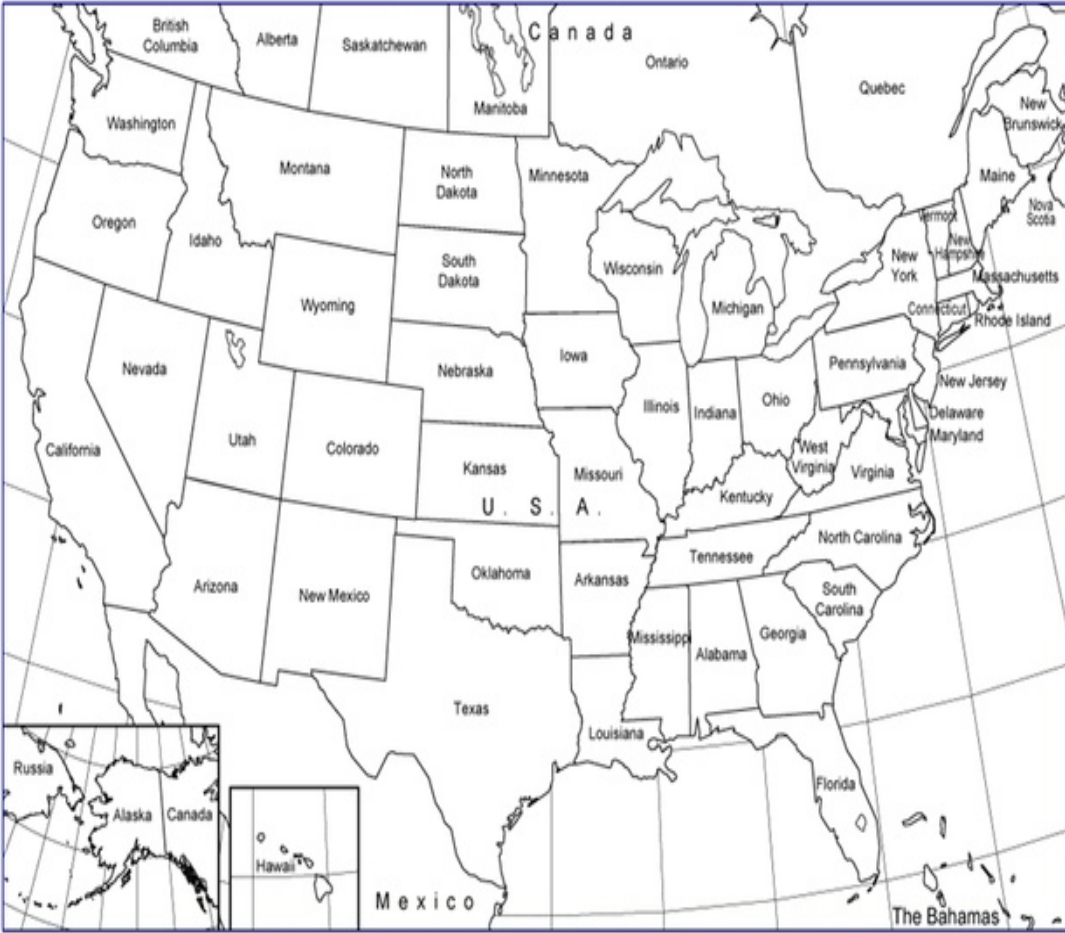 British
Columbia
Alberta
Saskatchewan
Canada
Manitoba
Ontario
Quebec
New
Brunswick
Nova
Scotia
Washington
Montana
North
Dakota
Minnesota
Maine
Oregon
Idaho
South
Dakota
Wisconsin
Vermont
New
Hampshire
New
York
Massachusetts
Wyoming
Michigan
Connecticut
Rhode Island
Nevada
Nebraska
Iowa
Pennsylvania
New Jersey
Illinois
Indiana
Ohio
Delaware
Maryland
California
Utah
Colorado
Kansas
Missouri
West
Virginia
Virginia
Kentucky
U. S. A.
North Carolina
Tennessee
Arizona
New Mexico
Oklahoma
Arkansas
South
Carolina
Mississippi
Alabama
Georgia
Texas
Louisiana
Florida
Russia
Alaska
Canada
Hawaii
Mexico
The Bahamas